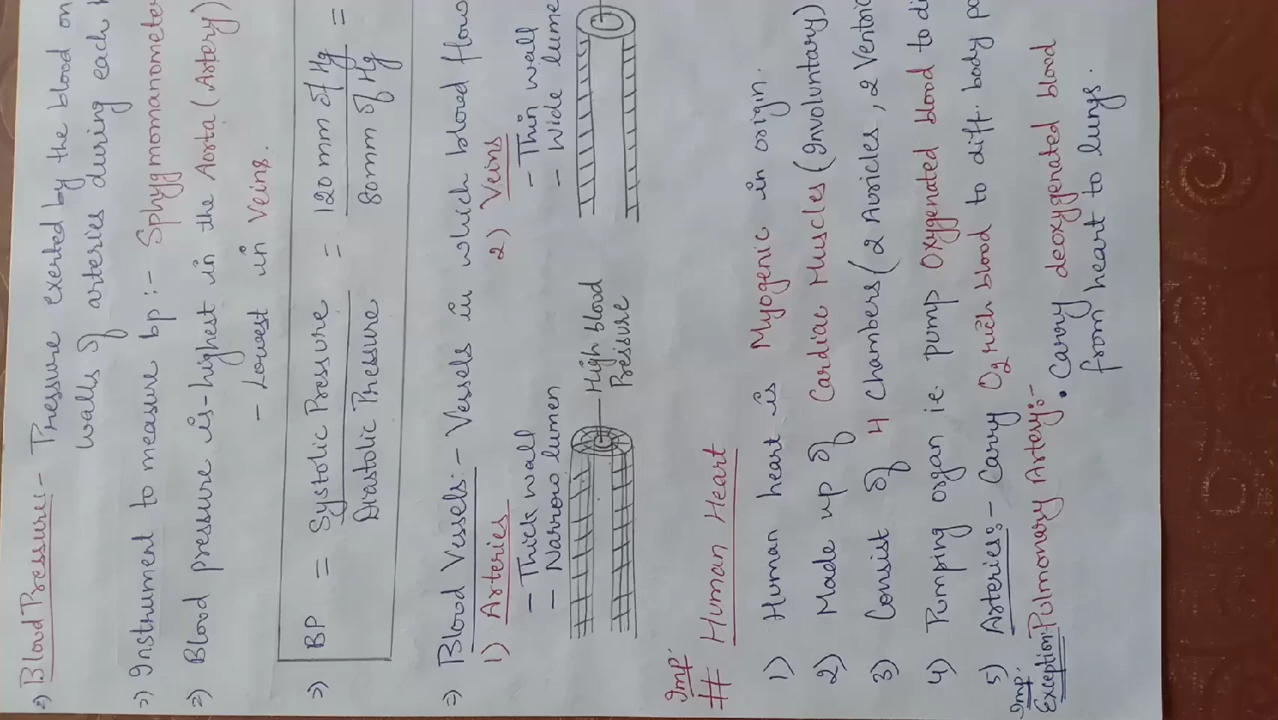 =) Blood Pressure:- Pressure exerted by the blood on
walls of arteries during each
=) Instrument to measure bp:- Sphygmomanometer
=) Blood pressure is - highest in the Aorta (Artery)
- Lowest in Veins.
=) BP = Systolic Pressure / Diastolic Pressure = 120 mm of Hg / 80 mm of Hg =
=) Blood Vessels:- Vessels in which blood flow
1) Arteries
- Thick wall
- Narrow lumen
High blood
Pressure
2) Veins
- Thin wall
- Wide lume
Imp.
# Human Heart
1) Human heart is Myogenic in origin.
2) Made up of Cardiac Muscles (Involuntary)
3) Consist of 4 chambers (2 Auricles, 2 Ventri
4) Pumping organ ie. pump Oxygenated blood to di
5) Arteries:- Carry O2 rich blood to diff. body pa
Imp.
Exception: Pulmonary Artery:-
• Carry deoxygenated blood
from heart to lungs.